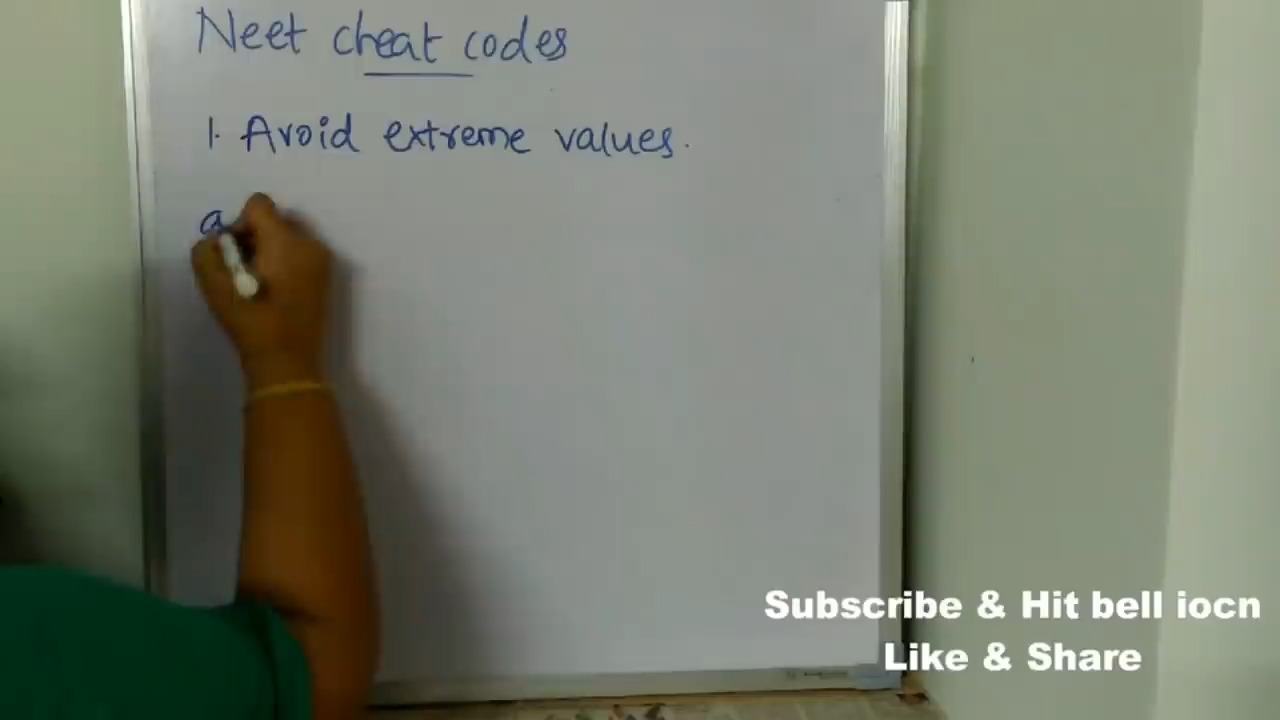 Neet cheat codes
1. Avoid extreme values.
a
Subscribe & Hit bell iocn
Like & Share